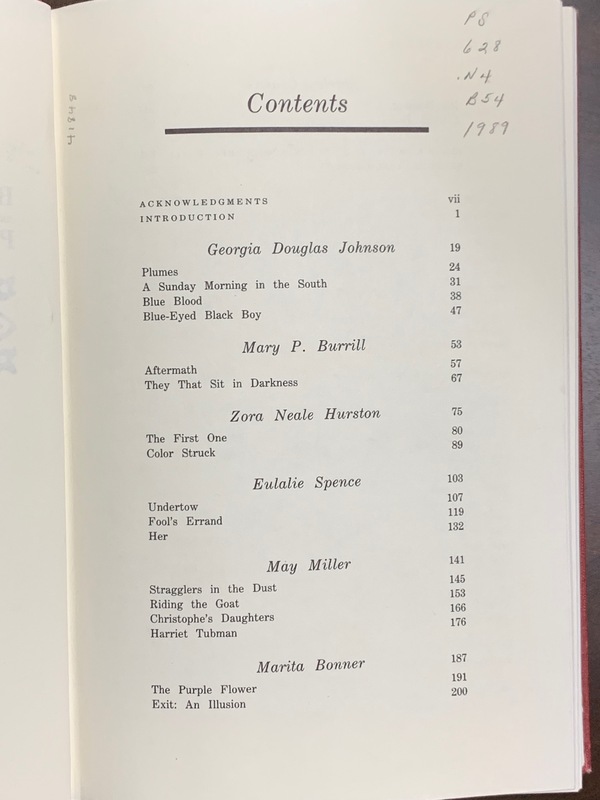 PS
628
.N4
B54
1989
Contents
ACKNOWLEDGMENTS vii
INTRODUCTION 1
Georgia Douglas Johnson 19
Plumes 24
A Sunday Morning in the South 31
Blue Blood 38
Blue-Eyed Black Boy 47
Mary P. Burrill 53
Aftermath 57
They That Sit in Darkness 67
Zora Neale Hurston 75
The First One 80
Color Struck 89
Eulalie Spence 103
Undertow 107
Fool's Errand 119
Her 132
May Miller 141
Stragglers in the Dust 145
Riding the Goat 153
Christophe's Daughters 166
Harriet Tubman 176
Marita Bonner 187
The Purple Flower 191
Exit: An Illusion 200